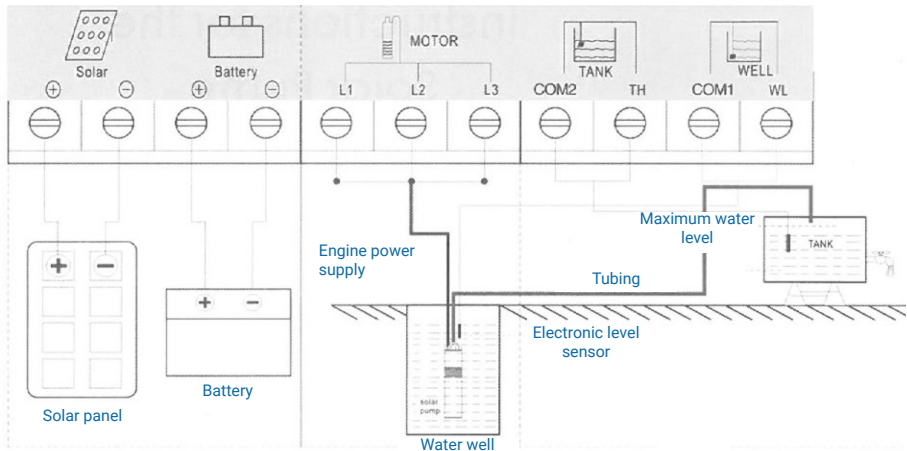 Solar
Battery
MOTOR
TANK
WELL
+ - + - L1 L2 L3 COM2 TH COM1 WL
Engine power
supply
Maximum water
level
TANK
Tubing
+ -
+ -
Electronic level
sensor
solar
pump
Solar panel
Battery
Water well